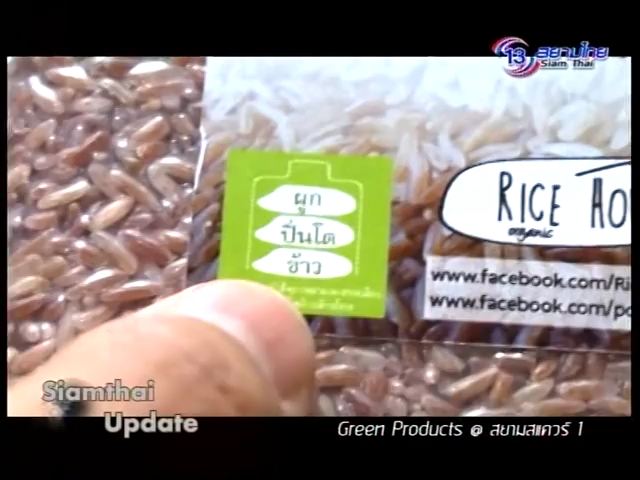 13 สยามไทย
Siam Thai
ผูก
ปิ่นโต
ข้าว
RICE HO
organic
www.facebook.com/Ri
www.facebook.com/po
Siamthai
Update
Green Products @ สยามสแควร์ 1